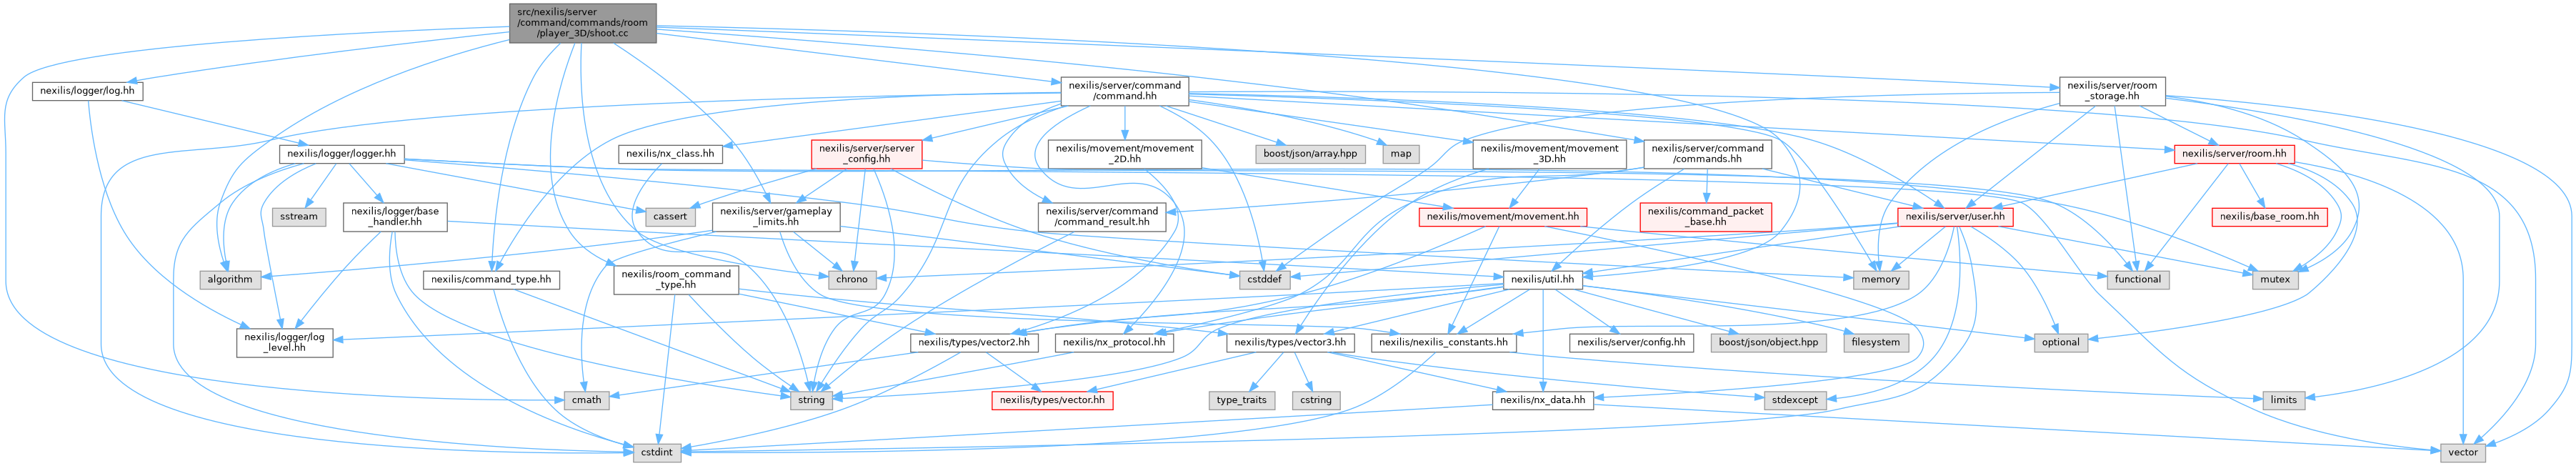 src/nexilis/server
/command/commands/room
/player_3D/shoot.cc
nexilis/logger/log.hh
nexilis/server/command
/command.hh
nexilis/server/room
_storage.hh
nexilis/logger/logger.hh
nexilis/nx_class.hh
nexilis/server/server
_config.hh
nexilis/movement/movement
_2D.hh
boost/json/array.hpp
map
nexilis/movement/movement
_3D.hh
nexilis/server/command
/commands.hh
nexilis/server/room.hh
sstream
nexilis/logger/base
_handler.hh
cassert
nexilis/server/gameplay
_limits.hh
nexilis/server/command
/command_result.hh
nexilis/movement/movement.hh
nexilis/command_packet
_base.hh
nexilis/server/user.hh
nexilis/base_room.hh
algorithm
nexilis/command_type.hh
nexilis/room_command
_type.hh
chrono
cstddef
memory
nexilis/util.hh
memory
functional
mutex
nexilis/logger/log
_level.hh
nexilis/types/vector2.hh
nexilis/nx_protocol.hh
nexilis/types/vector3.hh
nexilis/nexilis_constants.hh
nexilis/server/config.hh
boost/json/object.hpp
filesystem
optional
cmath
string
nexilis/types/vector.hh
type_traits
cstring
nexilis/nx_data.hh
stdexcept
limits
cstdint
vector